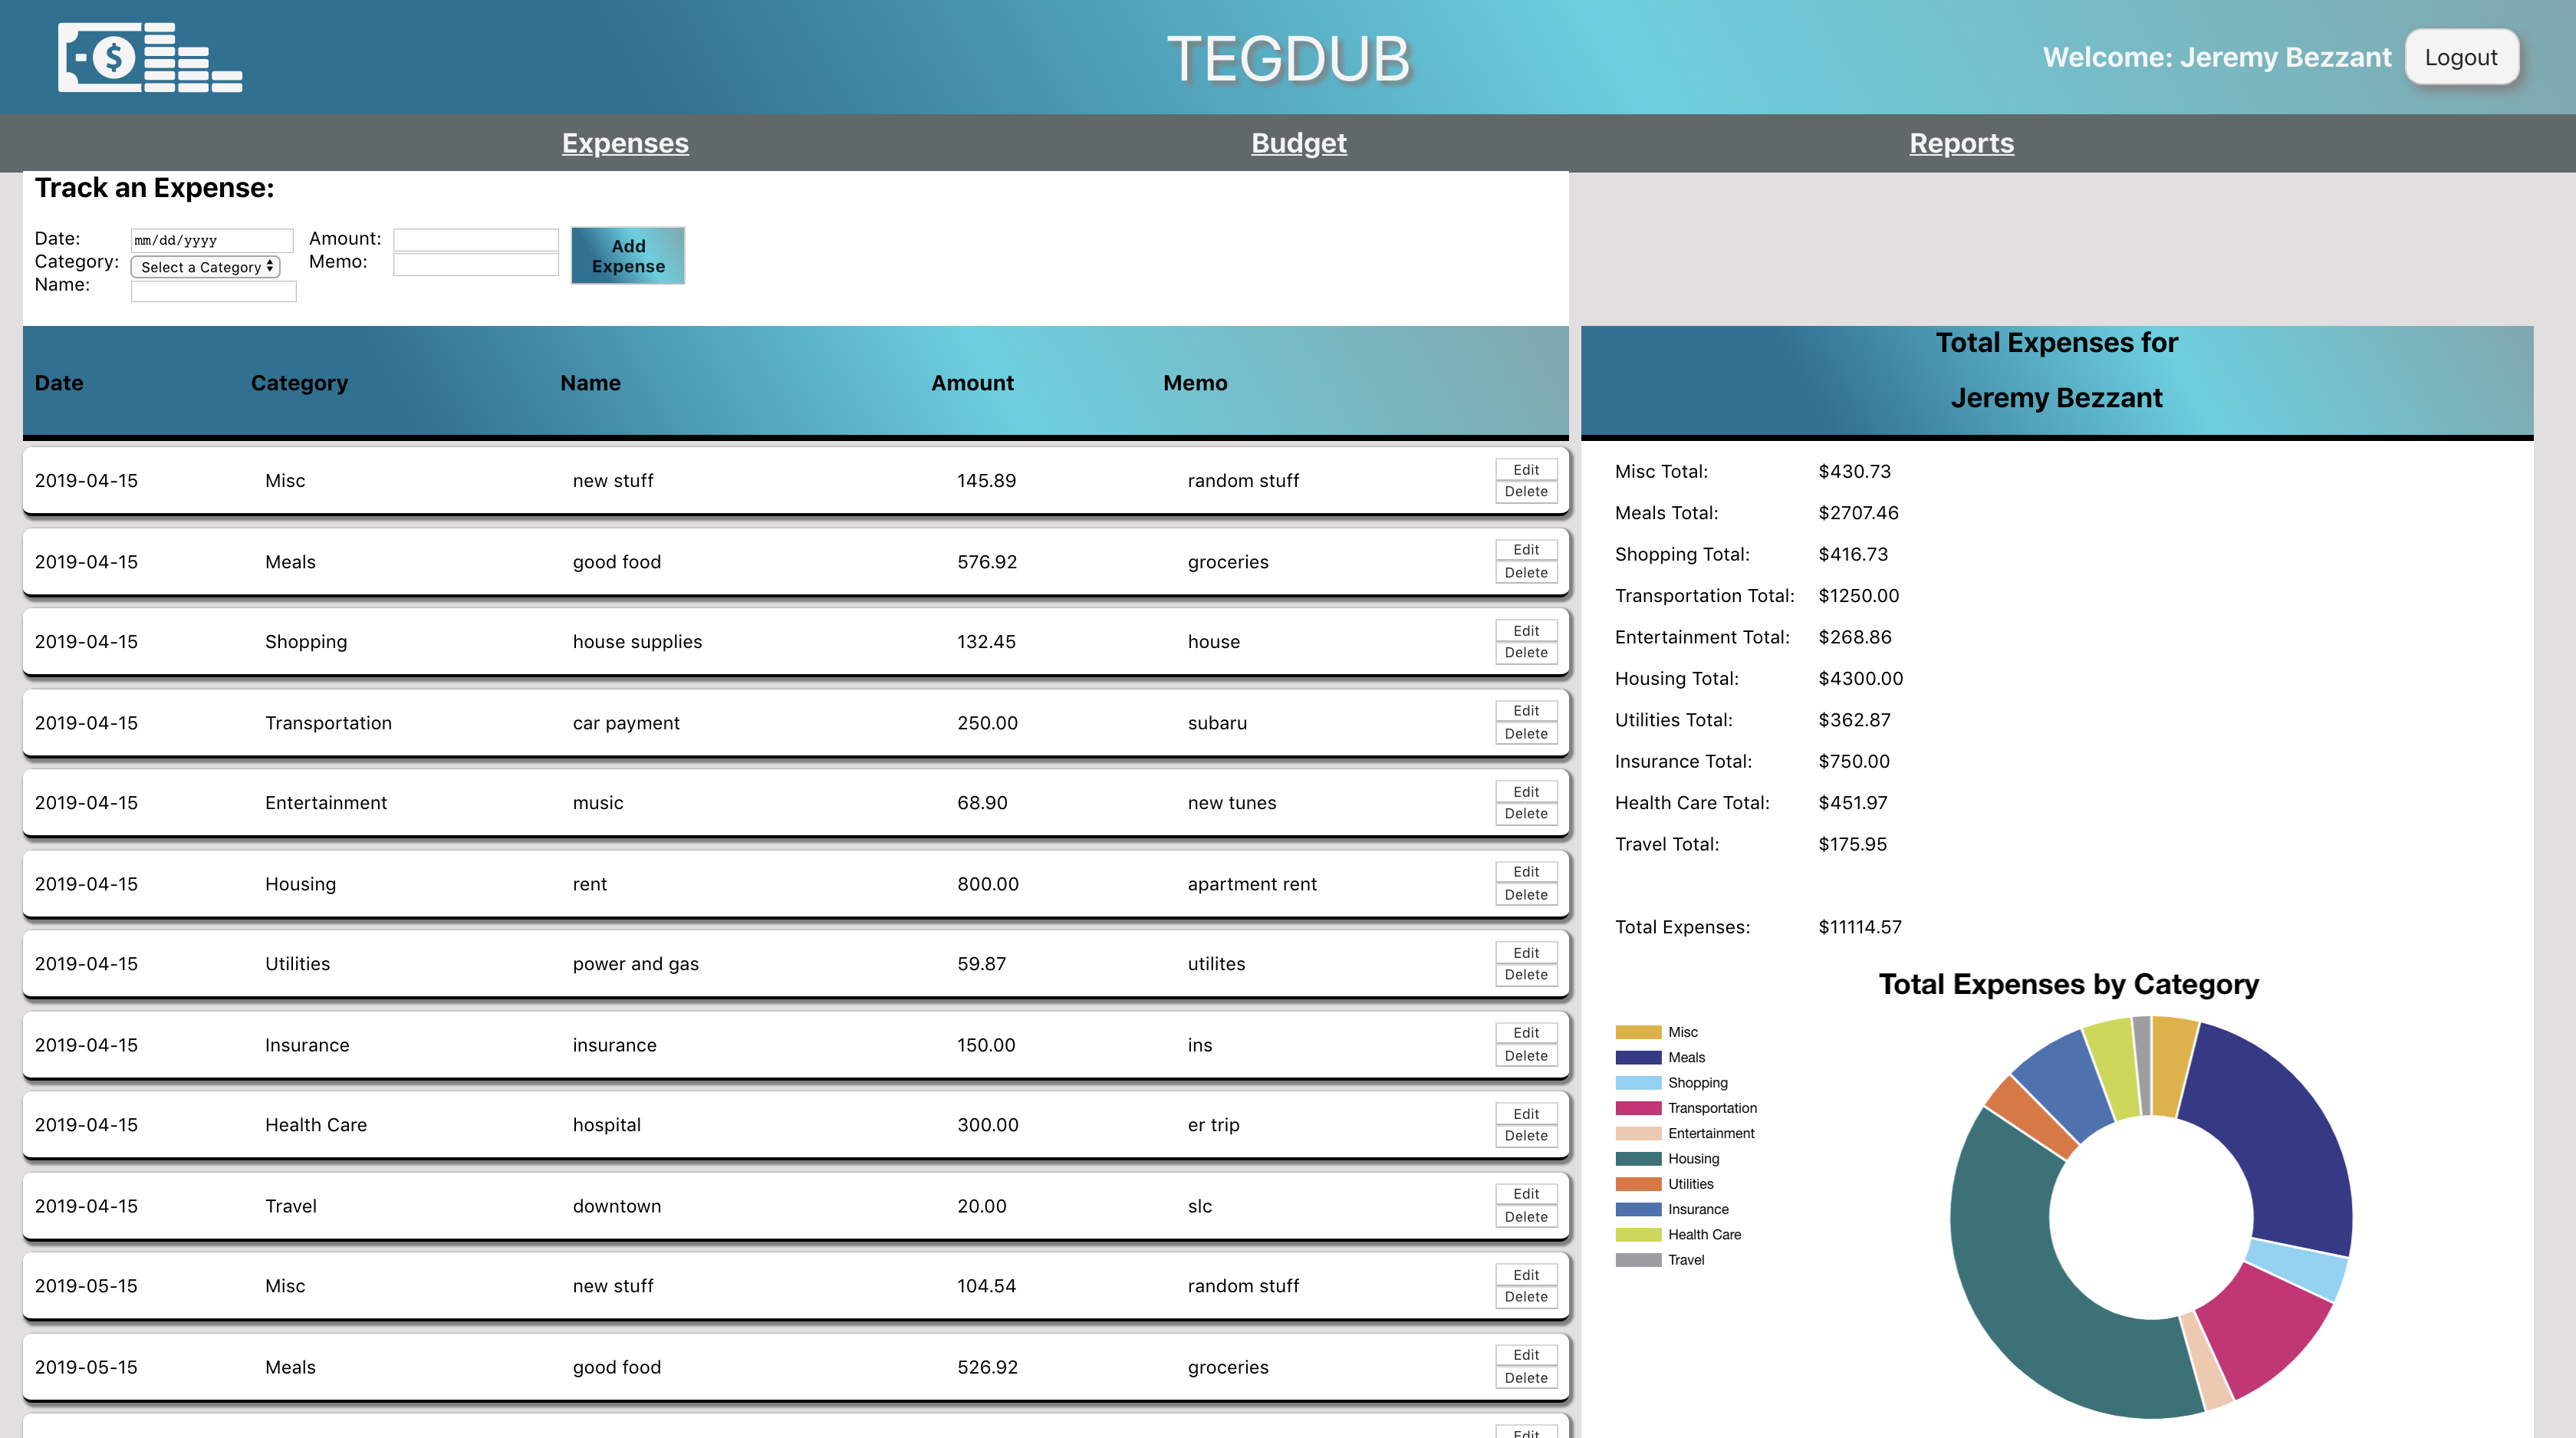 $
TEGDUB
Welcome: Jeremy Bezzant Logout
Expenses Budget Reports
Track an Expense:
Date: mm/dd/yyyy Amount:
Category: Select a Category Memo:
Name:
Add
Expense
Date Category Name Amount Memo
2019-04-15 Misc new stuff 145.89 random stuff Edit Delete
2019-04-15 Meals good food 576.92 groceries Edit Delete
2019-04-15 Shopping house supplies 132.45 house Edit Delete
2019-04-15 Transportation car payment 250.00 subaru Edit Delete
2019-04-15 Entertainment music 68.90 new tunes Edit Delete
2019-04-15 Housing rent 800.00 apartment rent Edit Delete
2019-04-15 Utilities power and gas 59.87 utilites Edit Delete
2019-04-15 Insurance insurance 150.00 ins Edit Delete
2019-04-15 Health Care hospital 300.00 er trip Edit Delete
2019-04-15 Travel downtown 20.00 slc Edit Delete
2019-05-15 Misc new stuff 104.54 random stuff Edit Delete
2019-05-15 Meals good food 526.92 groceries Edit Delete
Edit
Total Expenses for
Jeremy Bezzant
Misc Total: $430.73
Meals Total: $2707.46
Shopping Total: $416.73
Transportation Total: $1250.00
Entertainment Total: $268.86
Housing Total: $4300.00
Utilities Total: $362.87
Insurance Total: $750.00
Health Care Total: $451.97
Travel Total: $175.95
Total Expenses: $11114.57
Total Expenses by Category
Misc
Meals
Shopping
Transportation
Entertainment
Housing
Utilities
Insurance
Health Care
Travel